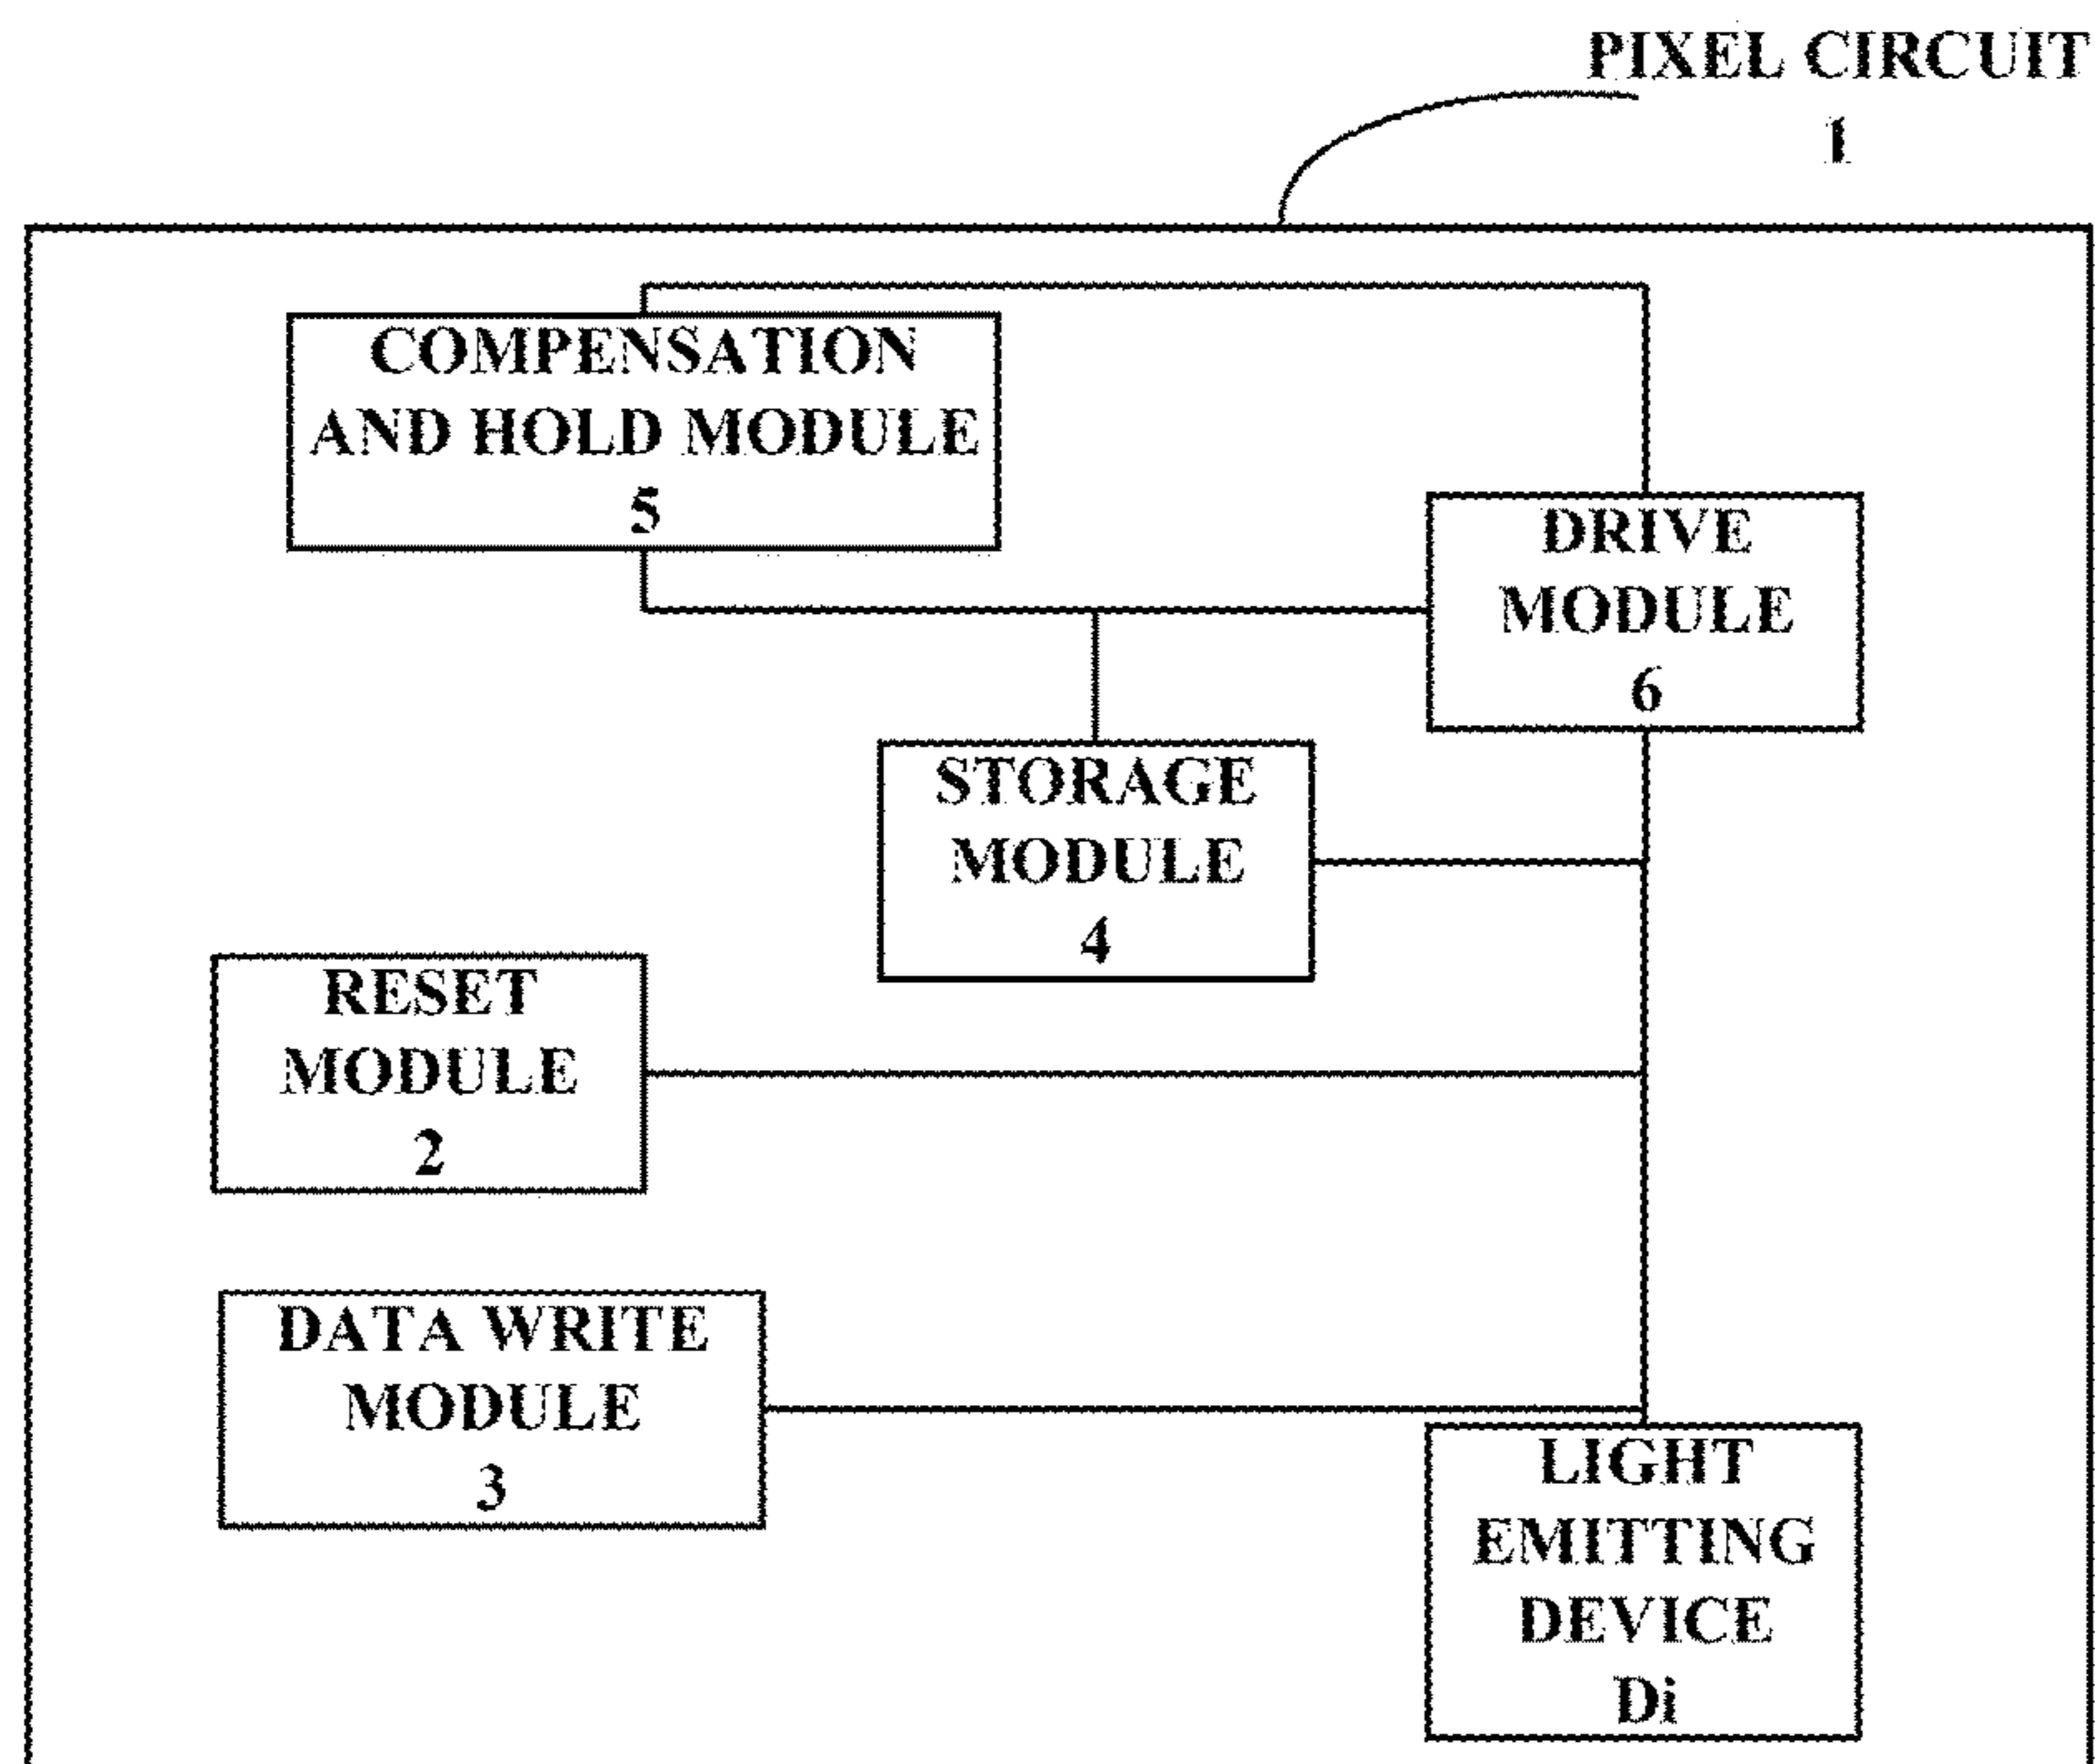 PIXEL CIRCUIT
1
COMPENSATION
AND HOLD MODULE
5
DRIVE
MODULE
6
STORAGE
MODULE
4
RESET
MODULE
2
DATA WRITE
MODULE
3
LIGHT
EMITTING
DEVICE
Di